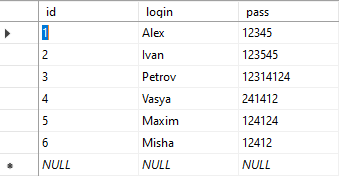 id login pass
1 Alex 12345
2 Ivan 123545
3 Petrov 12314124
4 Vasya 241412
5 Maxim 124124
6 Misha 12412
NULL NULL NULL